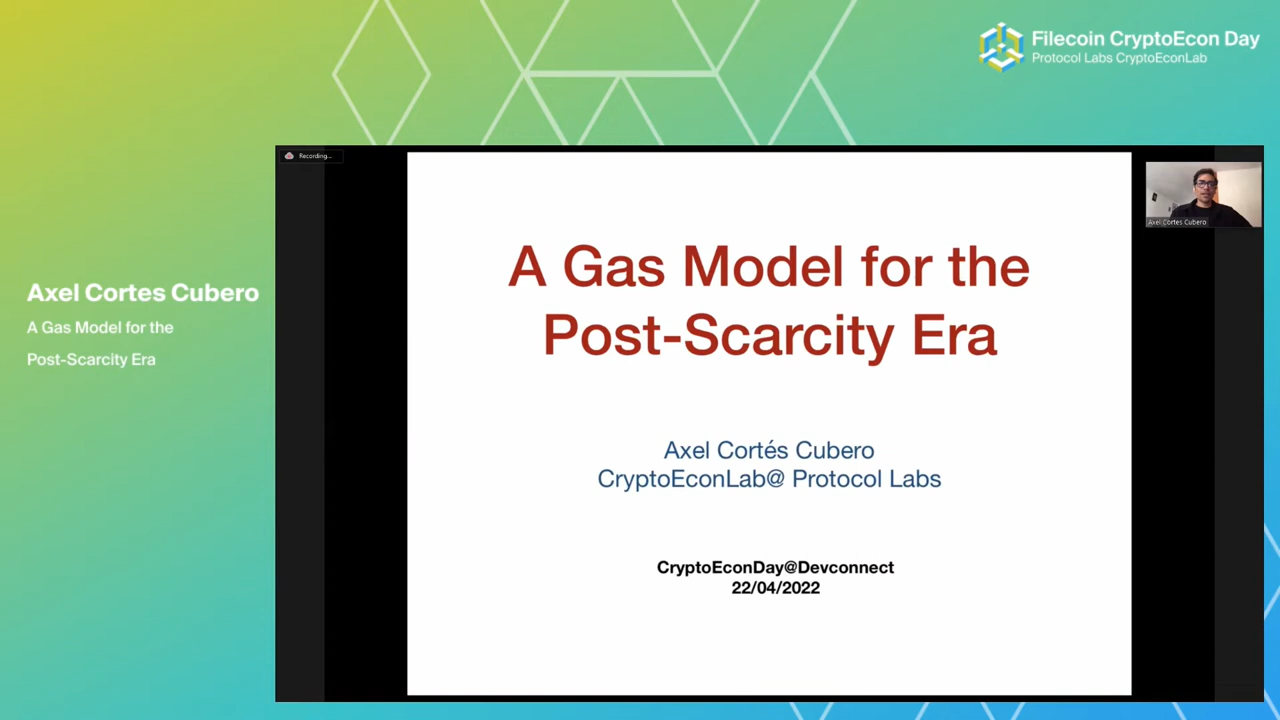 Filecoin CryptoEcon Day
Protocol Labs CryptoEconLab
Recording...
Axel Cortes Cubero
A Gas Model for the
Post-Scarcity Era
A Gas Model for the
Post-Scarcity Era
Axel Cortés Cubero
CryptoEconLab@ Protocol Labs
CryptoEconDay@Devconnect
22/04/2022
Axel Cortes Cubero